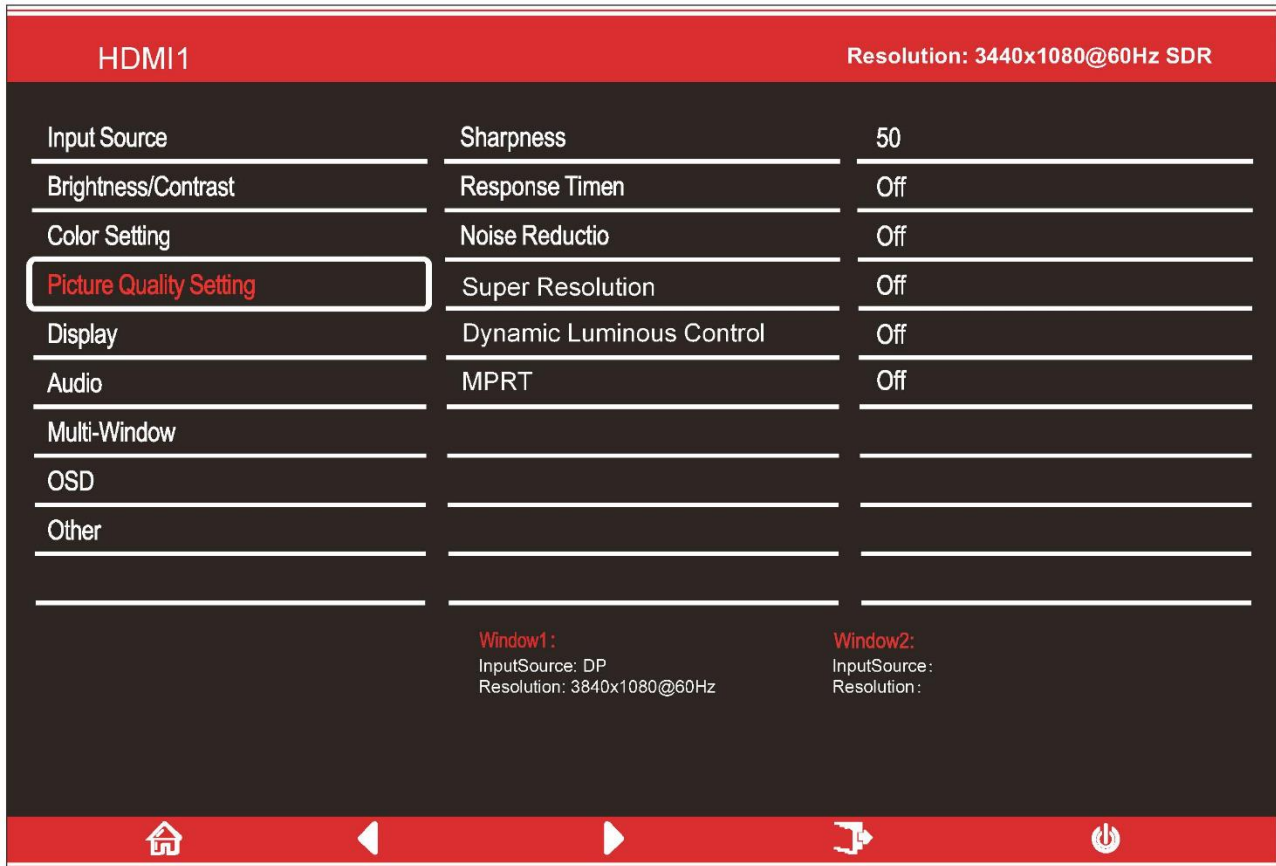 HDMI1
Resolution: 3440x1080@60Hz SDR
Input Source Sharpness 50
Brightness/Contrast Response Timen Off
Color Setting Noise Reductio Off
Picture Quality Setting Super Resolution Off
Display Dynamic Luminous Control Off
Audio MPRT Off
Multi-Window
OSD
Other
Window1:
InputSource: DP
Resolution: 3840x1080@60Hz
Window2:
InputSource:
Resolution: